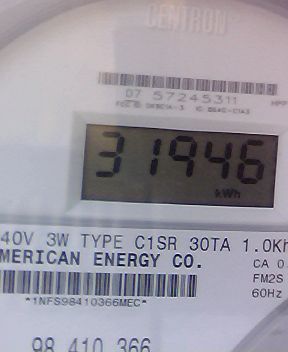 CENTRON
07 57245311
31946
kWh
40V 3W TYPE C1SR 30TA 1.0Kh
MERICAN ENERGY CO.
CA 0.
FM2S
60Hz
*1NFS98410366MEC*
98 410 366